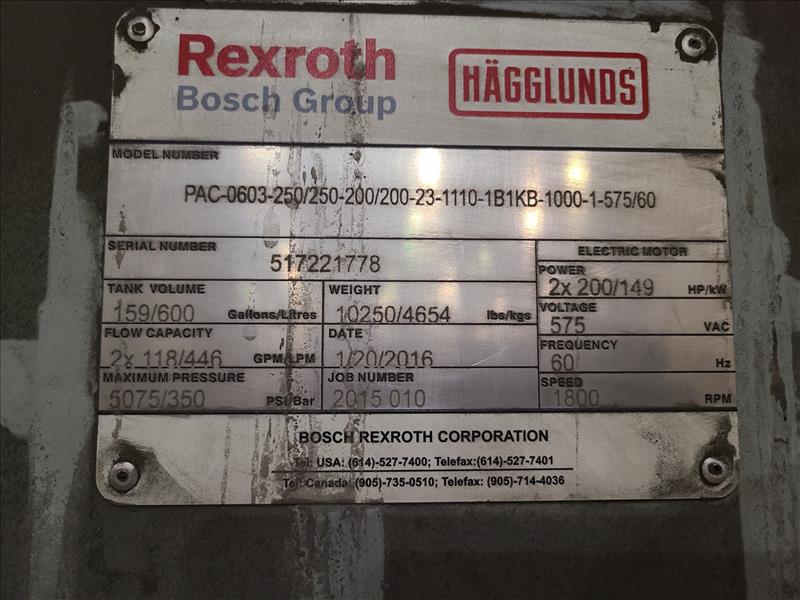 Rexroth
Bosch Group
HÄGGLUNDS
MODEL NUMBER
PAC-0603-250/250-200/200-23-1110-1B1KB-1000-1-575/60
SERIAL NUMBER
517221778
ELECTRIC MOTOR
POWER
2x 200/149 HP/kW
TANK VOLUME
159/600 Gallons/Litres
WEIGHT
10250/4654 lbs/kgs
VOLTAGE
575 VAC
FLOW CAPACITY
2x 118/446 GPM/LPM
DATE
1/20/2016
FREQUENCY
60 Hz
MAXIMUM PRESSURE
5075/350 PSI/Bar
JOB NUMBER
2015 010
SPEED
1800 RPM
BOSCH REXROTH CORPORATION
Tel: USA: (614)-527-7400; Telefax:(614)-527-7401
Tel: Canada: (905)-735-0510; Telefax: (905)-714-4036